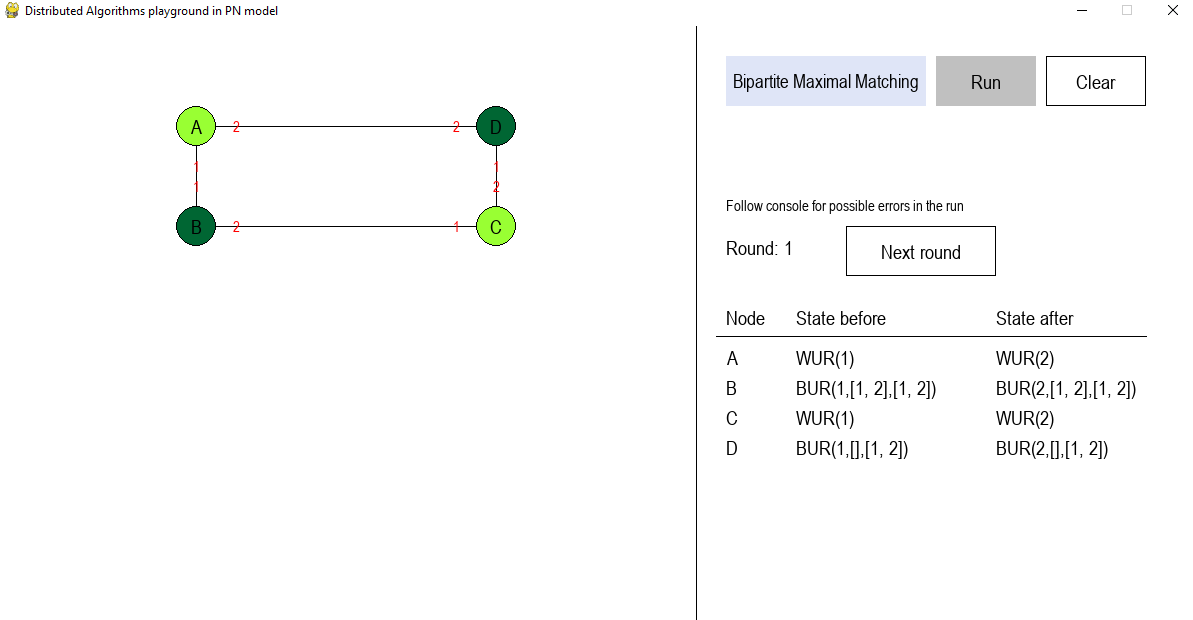 Distributed Algorithms playground in PN model
Bipartite Maximal Matching Run Clear
A 2 2 D
1 1
1 2
B 2 1 C
Follow console for possible errors in the run
Round: 1 Next round
Node State before State after
A WUR(1) WUR(2)
B BUR(1,[1, 2],[1, 2]) BUR(2,[1, 2],[1, 2])
C WUR(1) WUR(2)
D BUR(1,[],[1, 2]) BUR(2,[],[1, 2])